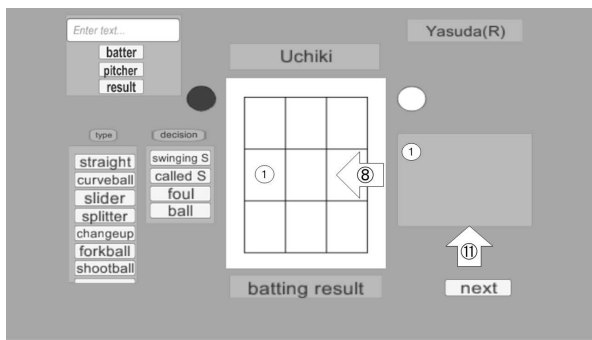 Enter text...
batter
pitcher
result
Uchiki
Yasuda(R)
type
decision
straight
curveball
slider
splitter
changeup
forkball
shootball
swinging S
called S
foul
ball
1
⑧
1
⑪
batting result
next